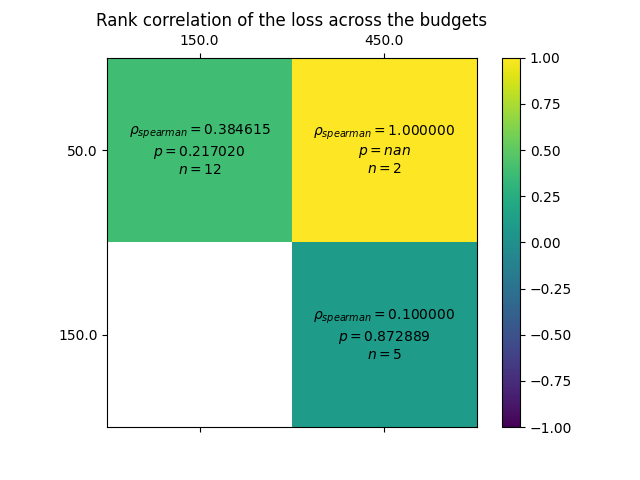 Rank correlation of the loss across the budgets
150.0 450.0
50.0
ρspearman = 0.384615
p = 0.217020
n = 12
ρspearman = 1.000000
p = nan
n = 2
150.0
ρspearman = 0.100000
p = 0.872889
n = 5
1.00
0.75
0.50
0.25
0.00
−0.25
−0.50
−0.75
−1.00